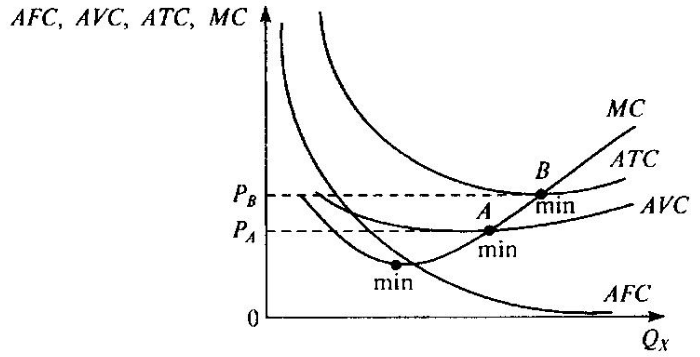 AFC, AVC, ATC, MC
MC
ATC
B
P_B
min
A
AVC
P_A
min
min
AFC
0
Q_X